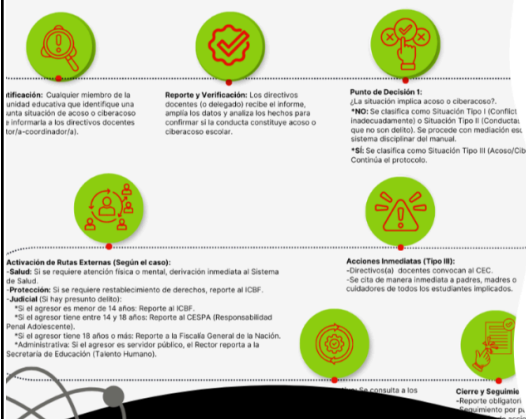 tificación: Cualquier miembro de la
unidad educativa que identifique una
unta situación de acoso o ciberacoso
e informarla a los directivos docentes
tor/a-coordinador/a).
Reporte y Verificación: Los directivos
docentes (o delegado) recibe el informe,
amplía los datos y analiza los hechos para
confirmar si la conducta constituye acoso o
ciberacoso escolar.
Punto de Decisión 1:
¿La situación implica acoso o ciberacoso?.
*NO: Se clasifica como Situación Tipo I (Conflict
inadecuadamente) o Situación Tipo II (Conductas
que no son delito). Se procede con mediación esc
sistema disciplinar del manual.
*SÍ: Se clasifica como Situación Tipo III (Acoso/Cib
Continúa el protocolo.
Activación de Rutas Externas (Según el caso):
-Salud: Si se requiere atención física o mental, derivación inmediata al Sistema
de Salud.
-Protección: Si se requiere restablecimiento de derechos, reporte al ICBF.
-Judicial (Si hay presunto delito):
*Si el agresor es menor de 14 años: Reporte al ICBF.
*Si el agresor tiene entre 14 y 18 años: Reporte al CESPA (Responsabilidad
Penal Adolescente).
*Si el agresor tiene 18 años o más: Reporte a la Fiscalía General de la Nación.
*Administrativa: Si el agresor es servidor público, el Rector reporta a la
Secretaría de Educación (Talento Humano).
Acciones Inmediatas (Tipo III):
-Directivos(a) docentes convocan al CEC.
-Se cita de manera inmediata a padres, madres o
cuidadores de todos los estudiantes implicados.
Se consulta a los
Cierre y Seguimie
-Reporte obligatori
-Seguimiento por p